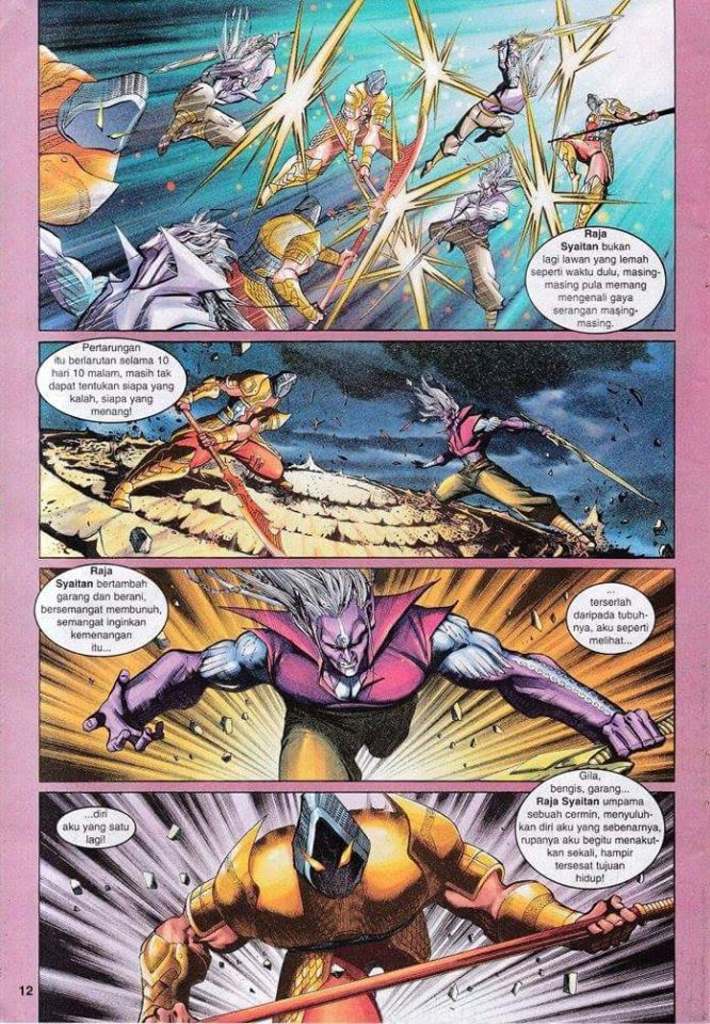 Raja
Syaitan bukan
lagi lawan yang lemah
seperti waktu dulu, masing-
masing pula memang
mengenali gaya
serangan masing-
masing.
Pertarungan
itu berlarutan selama 10
hari 10 malam, masih tak
dapat tentukan siapa yang
kalah, siapa yang
menang!
Raja
Syaitan bertambah
garang dan berani,
bersemangat membunuh,
semangat inginkan
kemenangan
itu...
...
terserlah
daripada tubuh-
nya, aku seperti
melihat...
...diri
aku yang satu
lagi!
Gila,
bengis, garang...
Raja Syaitan umpama
sebuah cermin, menyuluh-
kan diri aku yang sebenarnya,
rupanya aku begitu menakut-
kan sekali, hampir
tersesat tujuan
hidup!
12